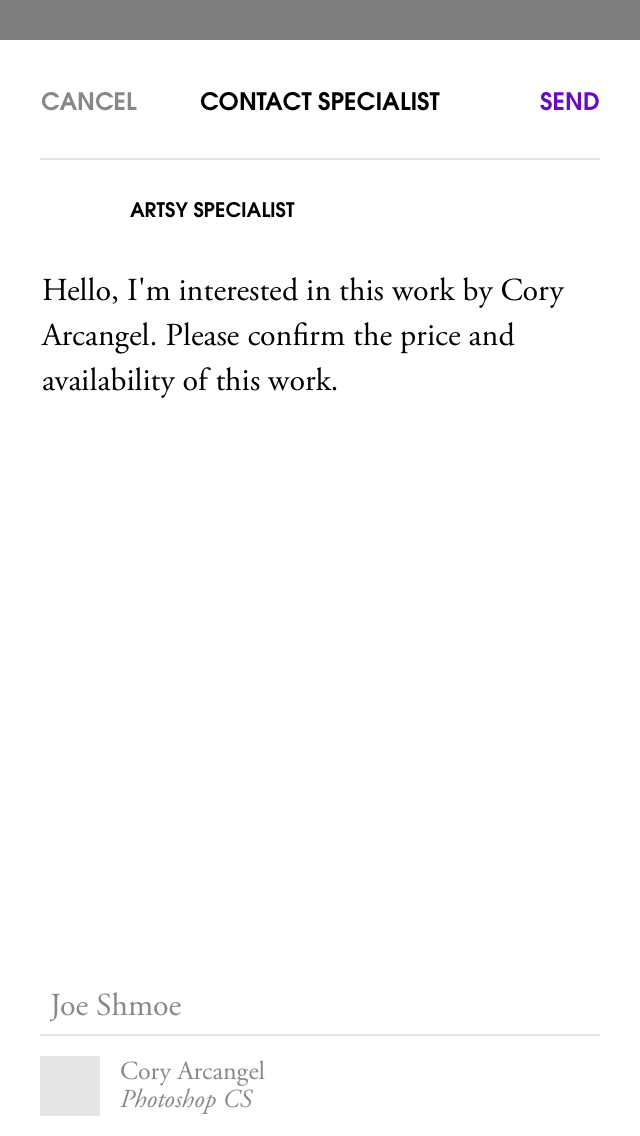 CANCEL CONTACT SPECIALIST SEND
ARTSY SPECIALIST
Hello, I'm interested in this work by Cory
Arcangel. Please confirm the price and
availability of this work.
Joe Shmoe
Cory Arcangel
Photoshop CS